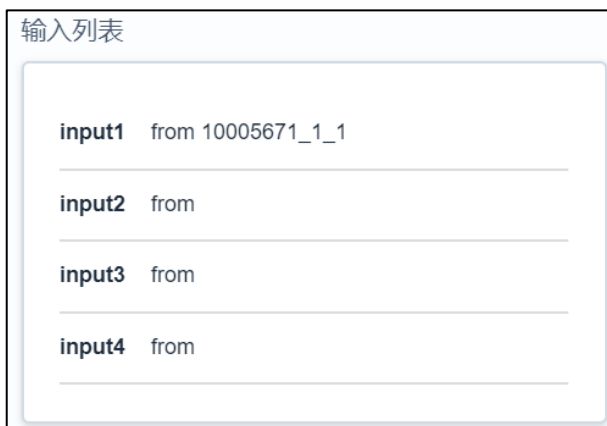 输入列表
input1 from 10005671_1_1
input2 from
input3 from
input4 from